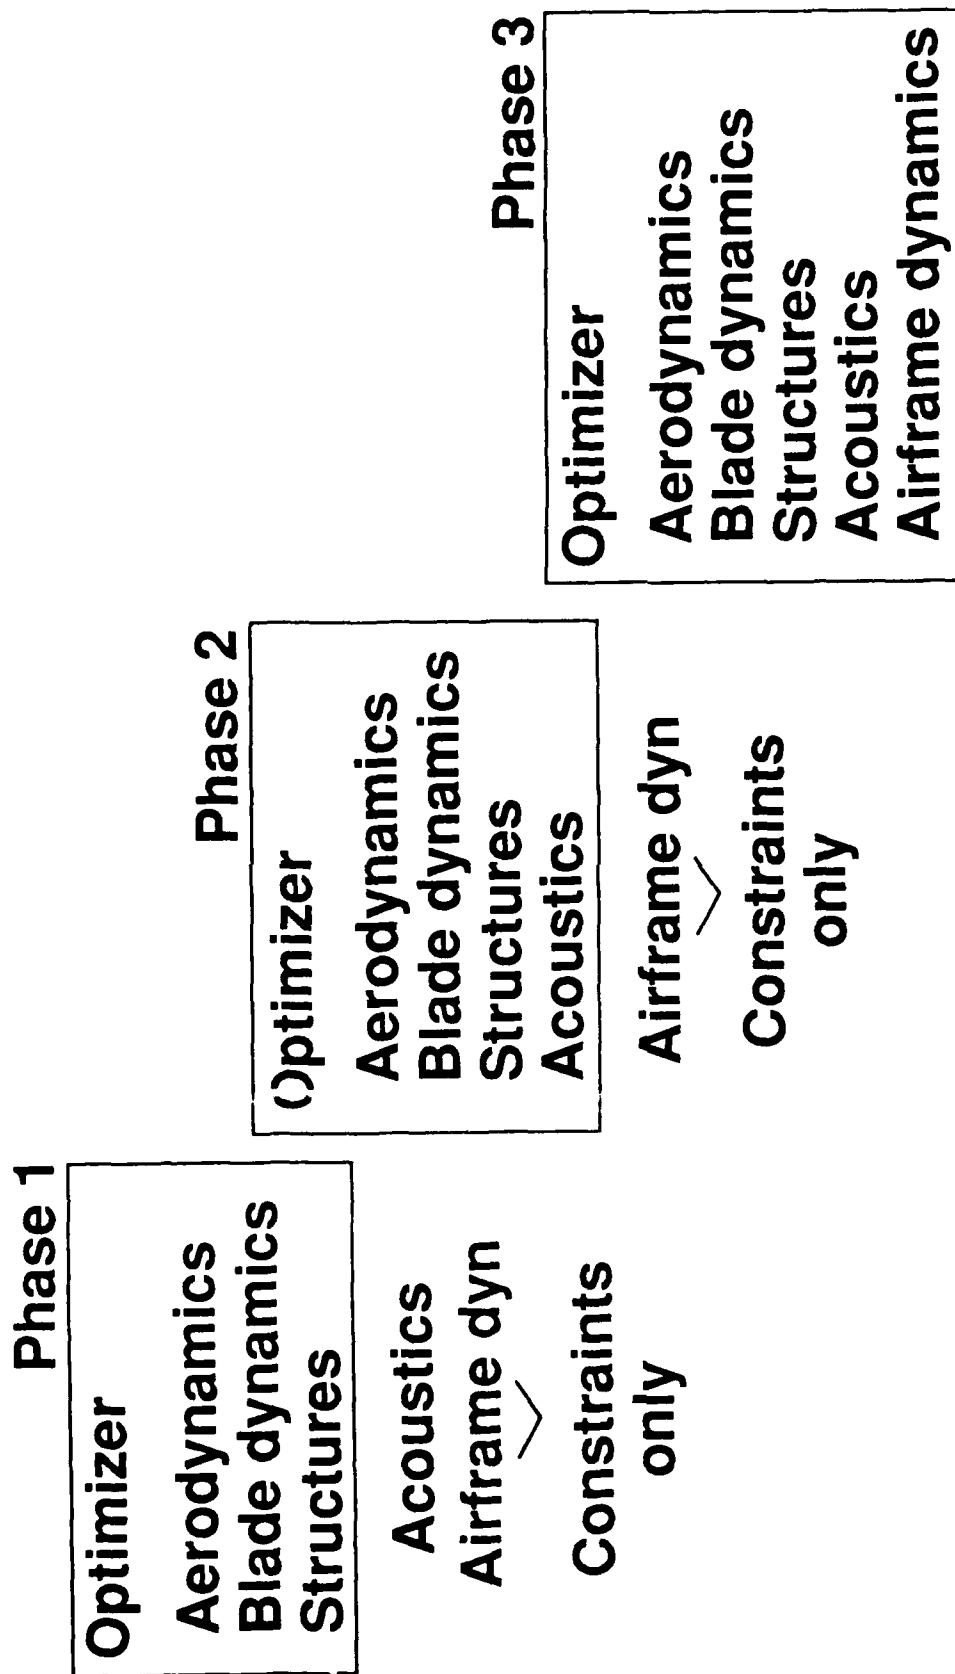 Phase 1
Optimizer
Aerodynamics
Blade dynamics
Structures
Acoustics
Airframe dyn
Constraints
only
Phase 2
Optimizer
Aerodynamics
Blade dynamics
Structures
Acoustics
Airframe dyn
Constraints
only
Phase 3
Optimizer
Aerodynamics
Blade dynamics
Structures
Acoustics
Airframe dynamics